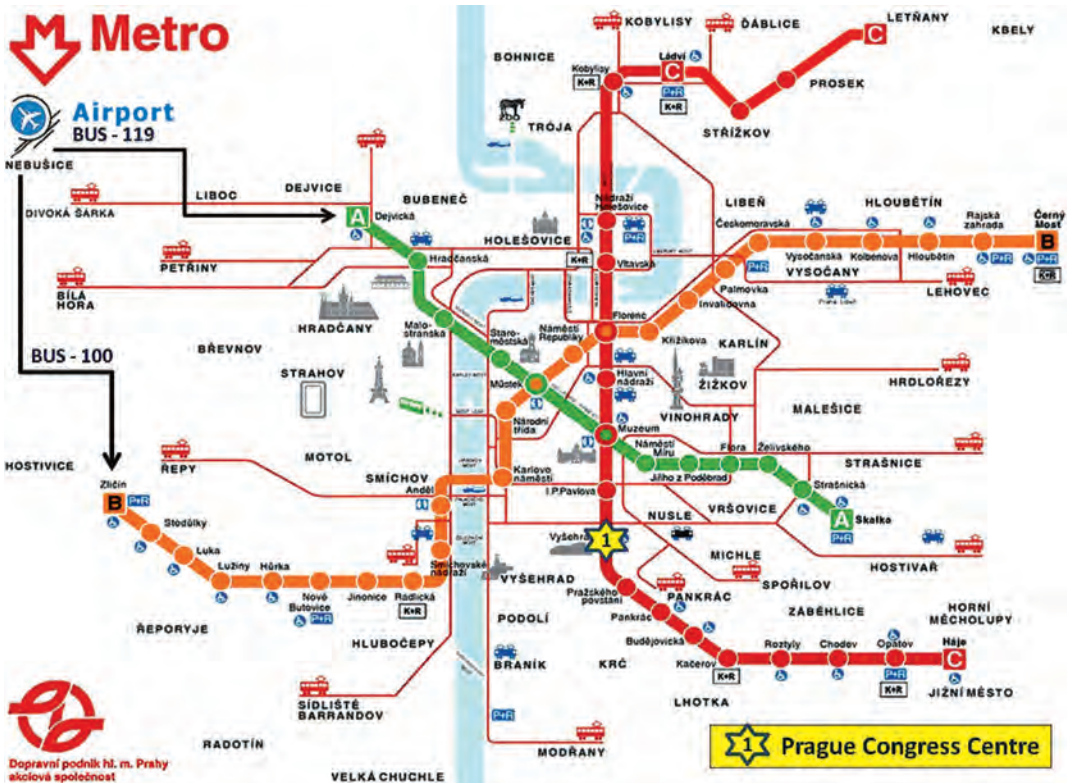 Metro
Airport
BUS - 119
NEBUŠICE
KOBYLISY
ĎÁBLICE
LETŇANY
KBELY
BOHNICE
Kobylisy
K+R
Ládví
C
P+R
K+R
C
PROSEK
STŘÍŽKOV
ZOO
TRÓJA
DIVOKÁ ŠÁRKA
LIBOC
DEJVICE
A
Dejvická
BUBENEČ
Nádraží
Holešovice
P+R
LIBEŇ
HLOUBĚTÍN
Českomoravská
Rajská
zahrada
Černý
Most
B
PETŘINY
Hradčanská
HOLEŠOVICE
K+R
Vltavská
P+R
Vysočanská
Kolbenova
Hloubětín
P+R
P+R
K+R
VYSOČANY
BÍLÁ
HORA
Palmovka
Invalidovna
LEHOVEC
HRADČANY
Malo-
stranská
Staro-
městská
Náměstí
Republiky
Florenc
Křižíkova
KARLÍN
BUS - 100
BŘEVNOV
STRAHOV
Můstek
Hlavní
nádraží
ŽIŽKOV
HRDLOŘEZY
VINOHRADY
MALEŠICE
Národní
třída
Muzeum
Náměstí
Míru
Flora
Želivského
Jiřího z Poděbrad
STRAŠNICE
HOSTIVICE
ŘEPY
MOTOL
SMÍCHOV
Karlovo
náměstí
Anděl
I.P.Pavlova
Strašnická
Zličín
B
P+R
A
Skalka
P+R
NUSLE
VRŠOVICE
Stodůlky
Vyšehrad
1
MICHLE
HOSTIVAŘ
Luka
Smíchovské
nádraží
VYŠEHRAD
SPOŘILOV
Lužiny
Hůrka
Nové
Butovice
P+R
Jinonice
Radlická
K+R
Pražského
povstání
PANKRÁC
Pankrác
PODOLÍ
ZÁBĚHLICE
HORNÍ
MĚCHOLUPY
ŘEPORYJE
HLUBOČEPY
Budějovická
BRANÍK
KRČ
Kačerov
K+R
Roztyly
Chodov
Opatov
P+R
K+R
Háje
C
JIŽNÍ MĚSTO
LHOTKA
SÍDLIŠTĚ
BARRANDOV
P+R
MODŘANY
RADOTÍN
VELKÁ CHUCHLE
Dopravní podnik hl. m. Prahy
akciová společnost
1 Prague Congress Centre